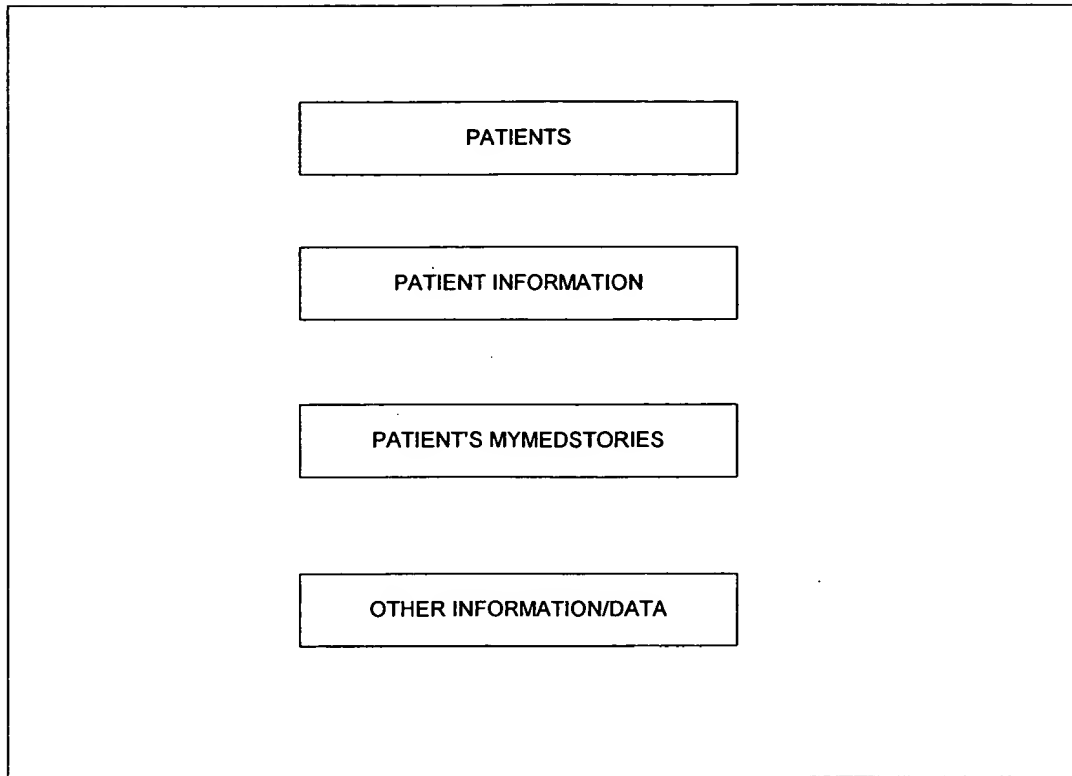 PATIENTS
PATIENT INFORMATION
PATIENT'S MYMEDSTORIES
OTHER INFORMATION/DATA